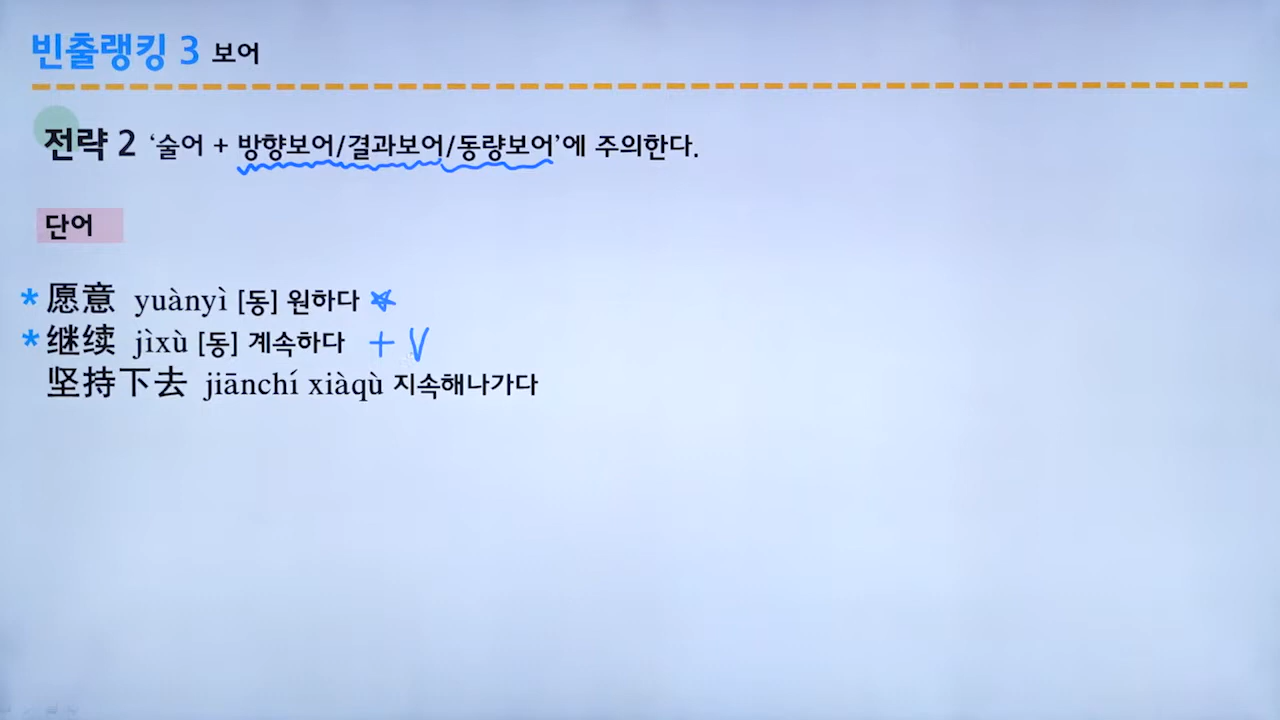 빈출랭킹 3 보어
전략 2 ‘술어 + 방향보어/결과보어/동량보어’에 주의한다.
단어
* 愿意 yuànyì [동] 원하다 ☆
* 继续 jìxù [동] 계속하다 + V
坚持下去 jiānchí xiàqù 지속해나가다